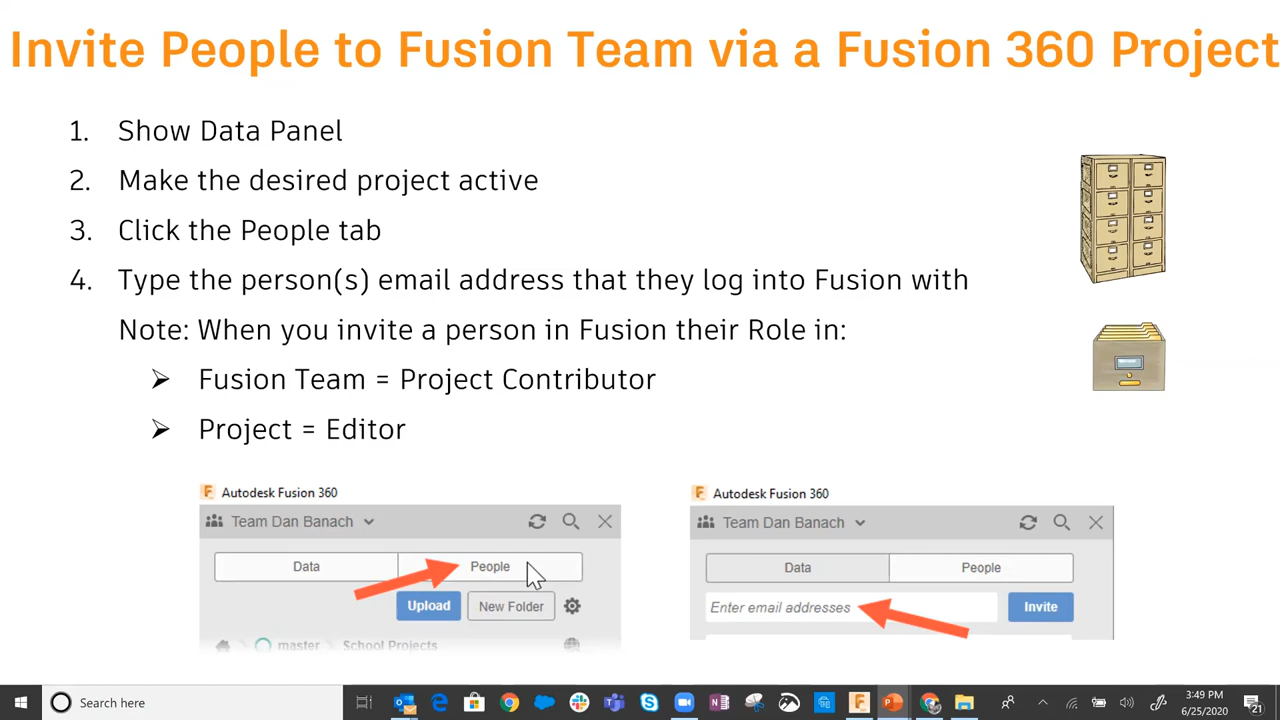 Invite People to Fusion Team via a Fusion 360 Project
1. Show Data Panel
2. Make the desired project active
3. Click the People tab
4. Type the person(s) email address that they log into Fusion with
Note: When you invite a person in Fusion their Role in:
➢ Fusion Team = Project Contributor
➢ Project = Editor
Autodesk Fusion 360
Team Dan Banach
Data People
Upload New Folder
master School Projects
Autodesk Fusion 360
Team Dan Banach
Data People
Enter email addresses Invite
Search here
3:49 PM
6/25/2020
21